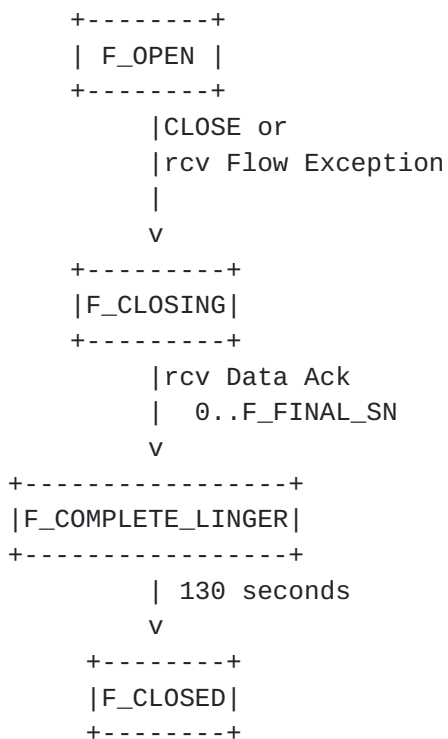 +--------+
| F_OPEN |
+--------+
|CLOSE or
|rcv Flow Exception
|
v
+---------+
|F_CLOSING|
+---------+
|rcv Data Ack
|  0..F_FINAL_SN
v
+-----------------+
|F_COMPLETE_LINGER|
+-----------------+
| 130 seconds
v
+--------+
|F_CLOSED|
+--------+